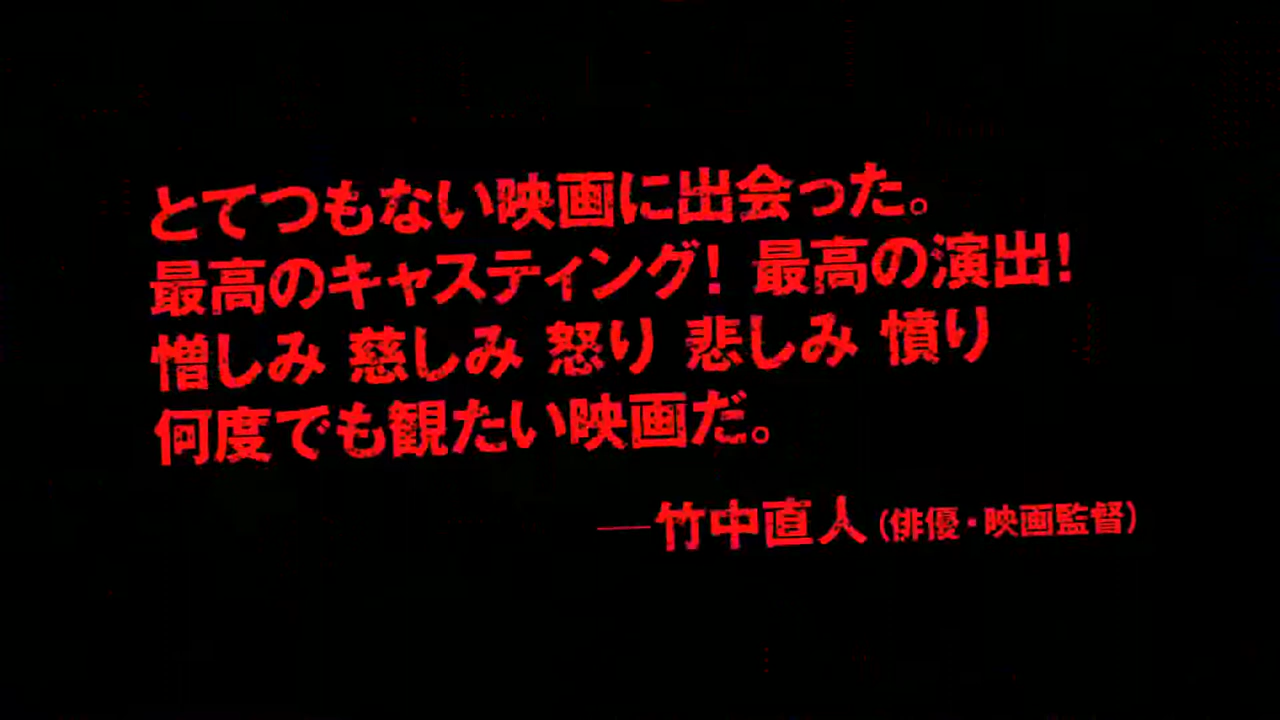 とてつもない映画に出会った。
最高のキャスティング! 最高の演出!
憎しみ 慈しみ 怒り 悲しみ 憤り
何度でも観たい映画だ。
—竹中直人(俳優・映画監督)